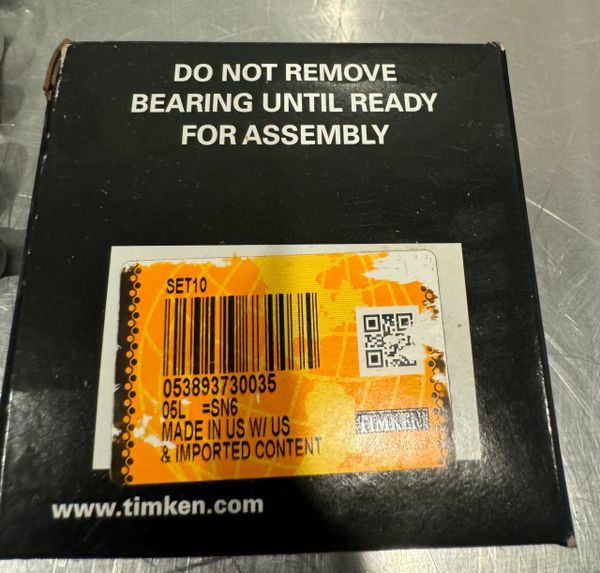 DO NOT REMOVE
BEARING UNTIL READY
FOR ASSEMBLY
SET10
053893730035
05L =SN6
MADE IN US W/ US
& IMPORTED CONTENT
TIMKEN
www.timken.com